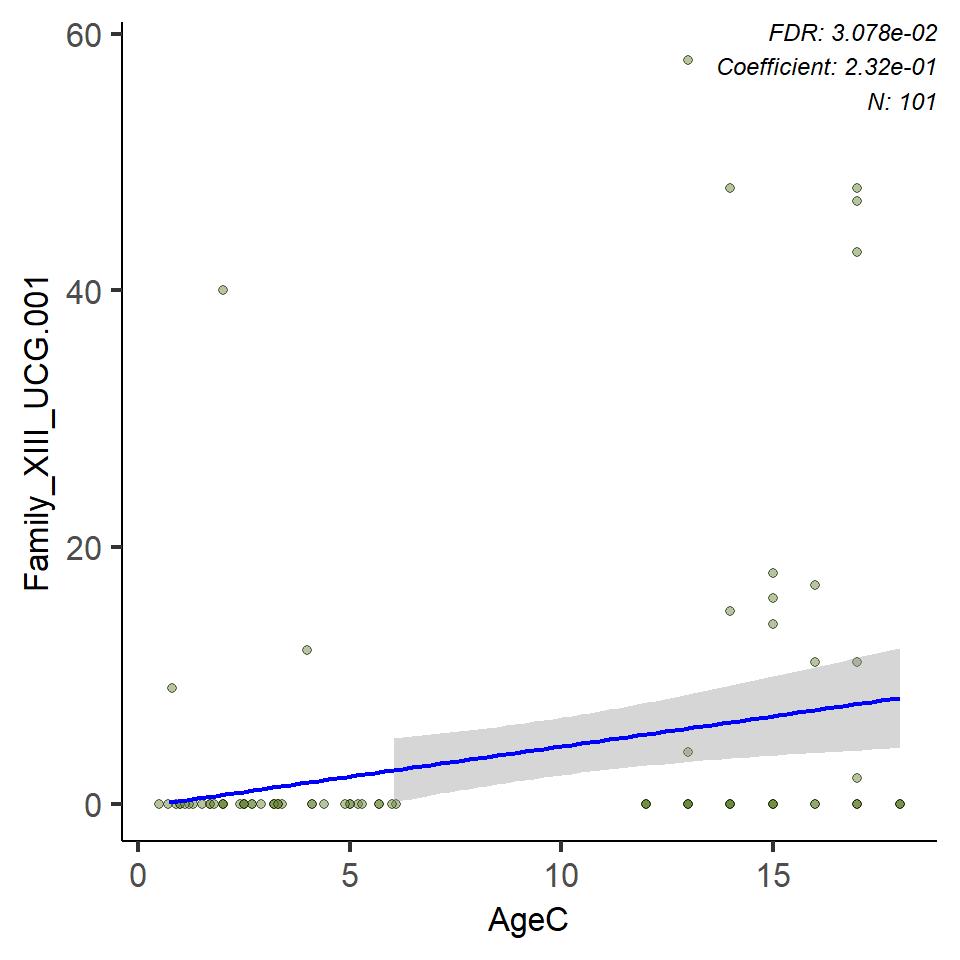 FDR: 3.078e-02
Coefficient: 2.32e-01
N: 101
Family_XIII_UCG.001
60
40
20
0
0 5 10 15
AgeC